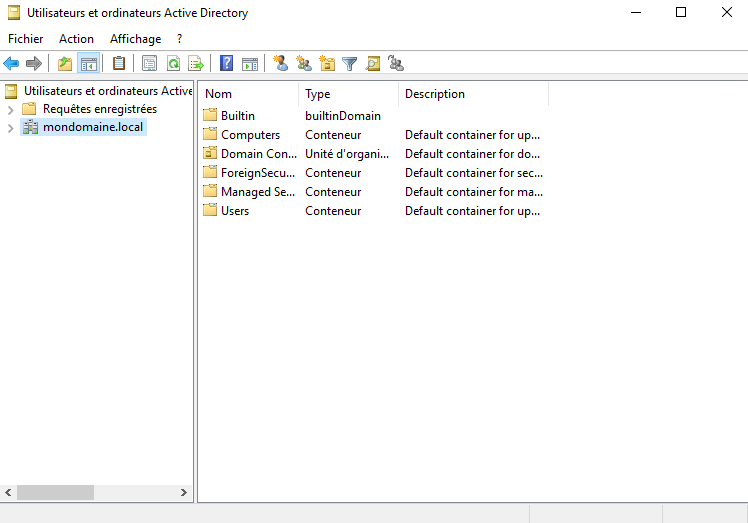 Utilisateurs et ordinateurs Active Directory
Fichier Action Affichage ?
Utilisateurs et ordinateurs Active
Requêtes enregistrées
mondomaine.local
Nom Type Description
Builtin builtinDomain
Computers Conteneur Default container for up...
Domain Con... Unité d'organi... Default container for do...
ForeignSecu... Conteneur Default container for sec...
Managed Se... Conteneur Default container for ma...
Users Conteneur Default container for up...